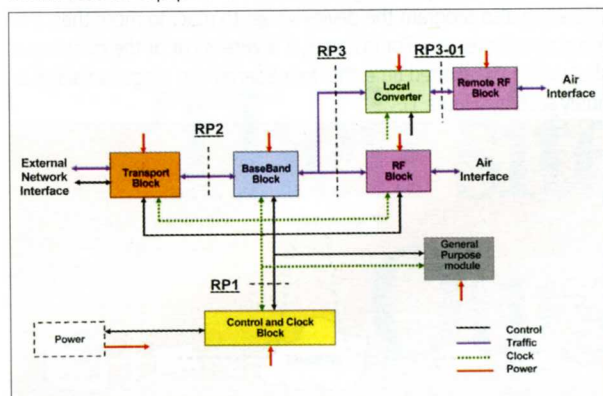 RP3
RP3-01
Local
Converter
Remote RF
Block
Air
Interface
RP2
External
Network
Interface
Transport
Block
BaseBand
Block
RF
Block
Air
Interface
General
Purpose
module
RP1
Control and Clock
Block
Power
Control
Traffic
Clock
Power